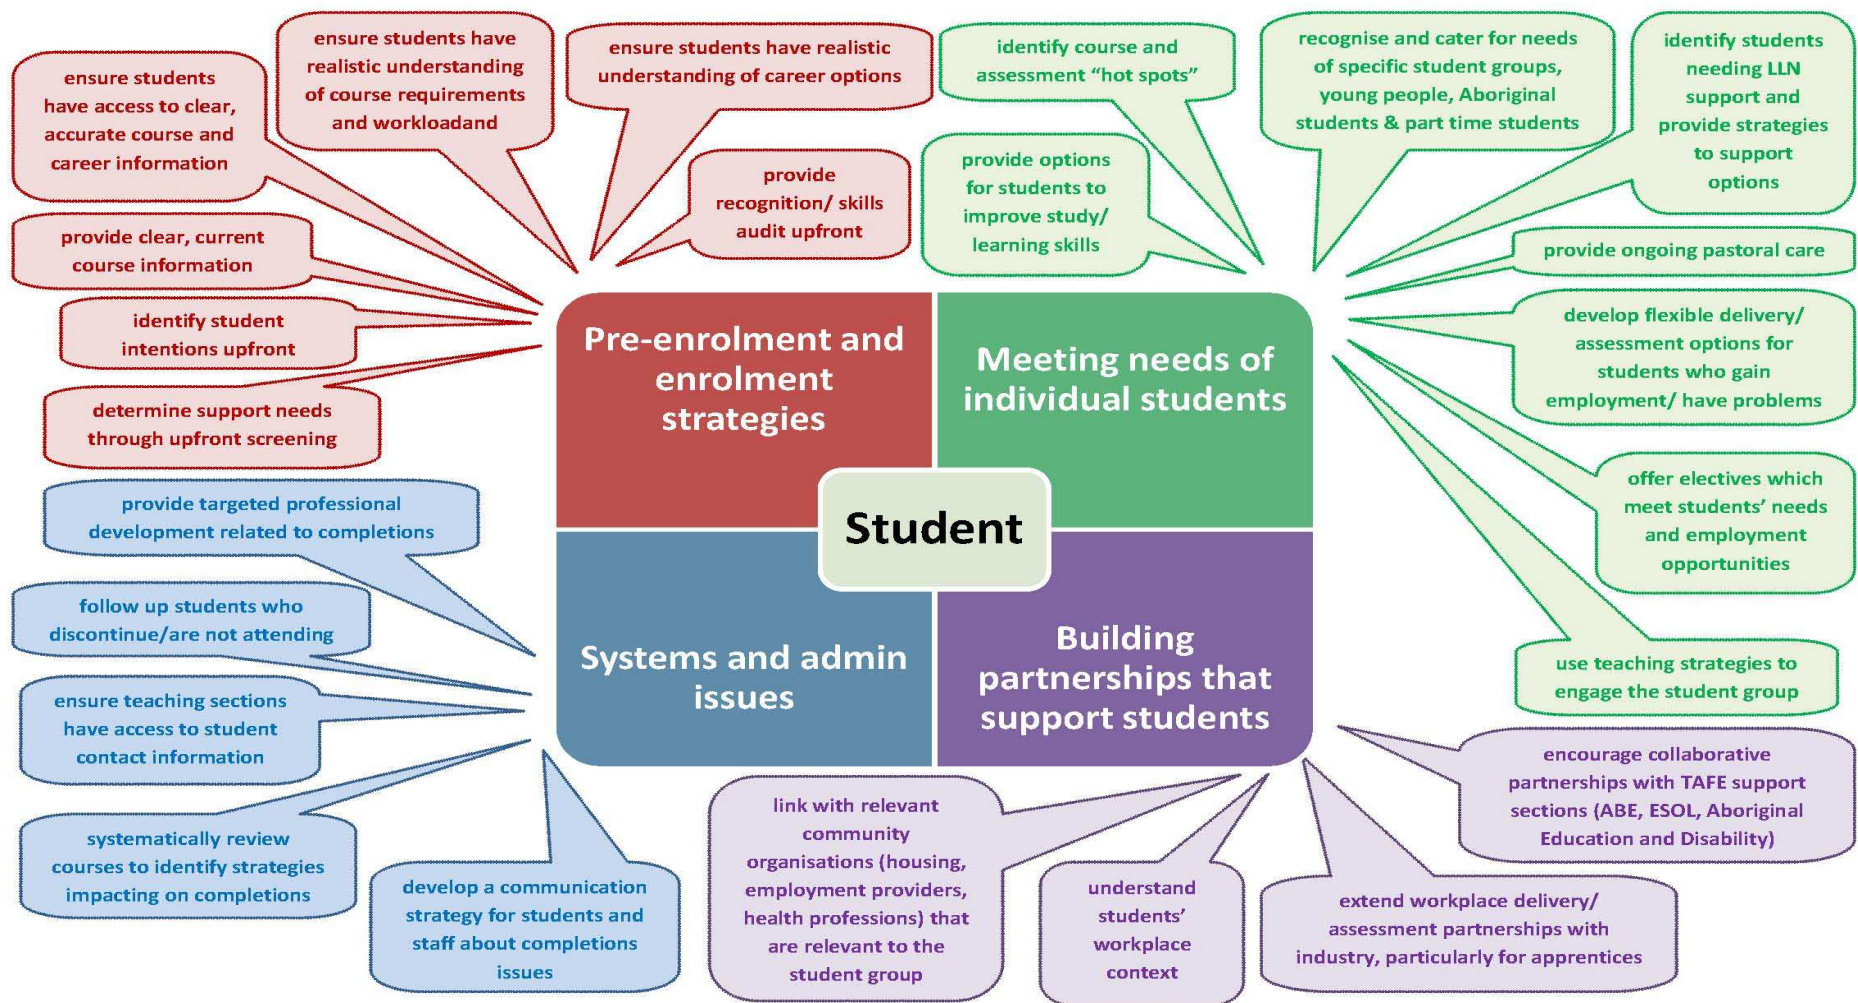 ensure students
have access to clear,
accurate course and
career information
ensure students have
realistic understanding
of course requirements
and workloadand
ensure students have realistic
understanding of career options
provide
recognition/ skills
audit upfront
provide clear, current
course information
identify student
intentions upfront
determine support needs
through upfront screening
identify course and
assessment “hot spots”
provide options
for students to
improve study/
learning skills
recognise and cater for needs
of specific student groups,
young people, Aboriginal
students & part time students
identify students
needing LLN
support and
provide strategies
to support
options
provide ongoing pastoral care
develop flexible delivery/
assessment options for
students who gain
employment/ have problems
offer electives which
meet students’ needs
and employment
opportunities
use teaching strategies to
engage the student group
Pre-enrolment and
enrolment
strategies
Meeting needs of
individual students
Student
Systems and admin
issues
Building
partnerships that
support students
provide targeted professional
development related to completions
follow up students who
discontinue/are not attending
ensure teaching sections
have access to student
contact information
systematically review
courses to identify strategies
impacting on completions
develop a communication
strategy for students and
staff about completions
issues
link with relevant
community
organisations (housing,
employment providers,
health professions) that
are relevant to the
student group
understand
students’
workplace
context
extend workplace delivery/
assessment partnerships with
industry, particularly for apprentices
encourage collaborative
partnerships with TAFE support
sections (ABE, ESOL, Aboriginal
Education and Disability)